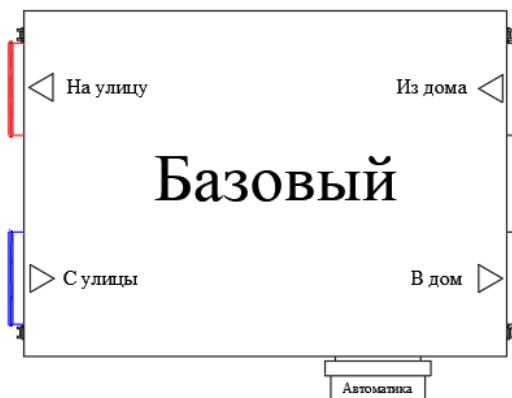 На улицу
Из дома
Базовый
С улицы
В дом
Автоматика